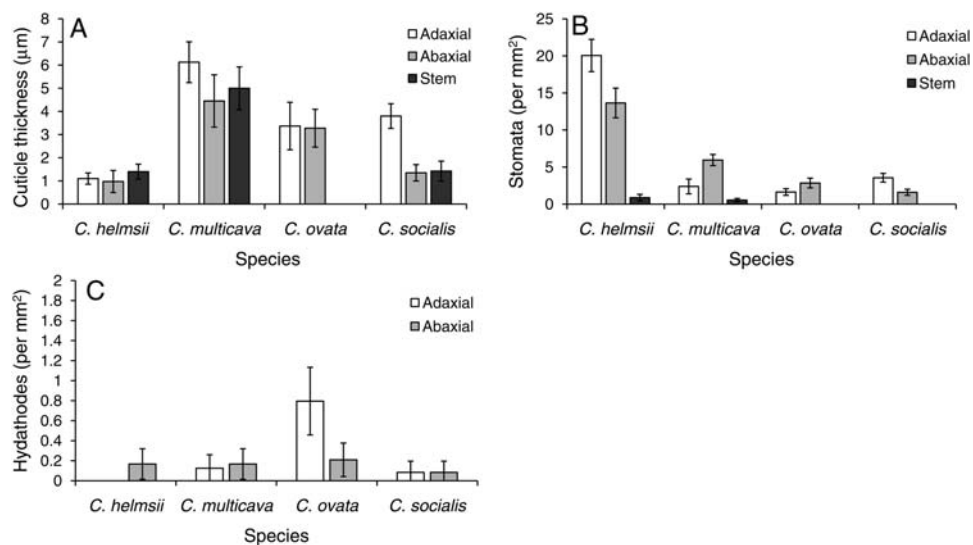 A
Cuticle thickness (μm)
8
7
6
5
4
3
2
1
0
Adaxial
Abaxial
Stem
C. helmsii C. multicava C. ovata C. socialis
Species
B
Stomata (per mm²)
25
20
15
10
5
0
Adaxial
Abaxial
Stem
C. helmsii C. multicava C. ovata C. socialis
Species
C
Hydathodes (per mm²)
2
1.8
1.6
1.4
1.2
1
0.8
0.6
0.4
0.2
0
Adaxial
Abaxial
C. helmsii C. multicava C. ovata C. socialis
Species